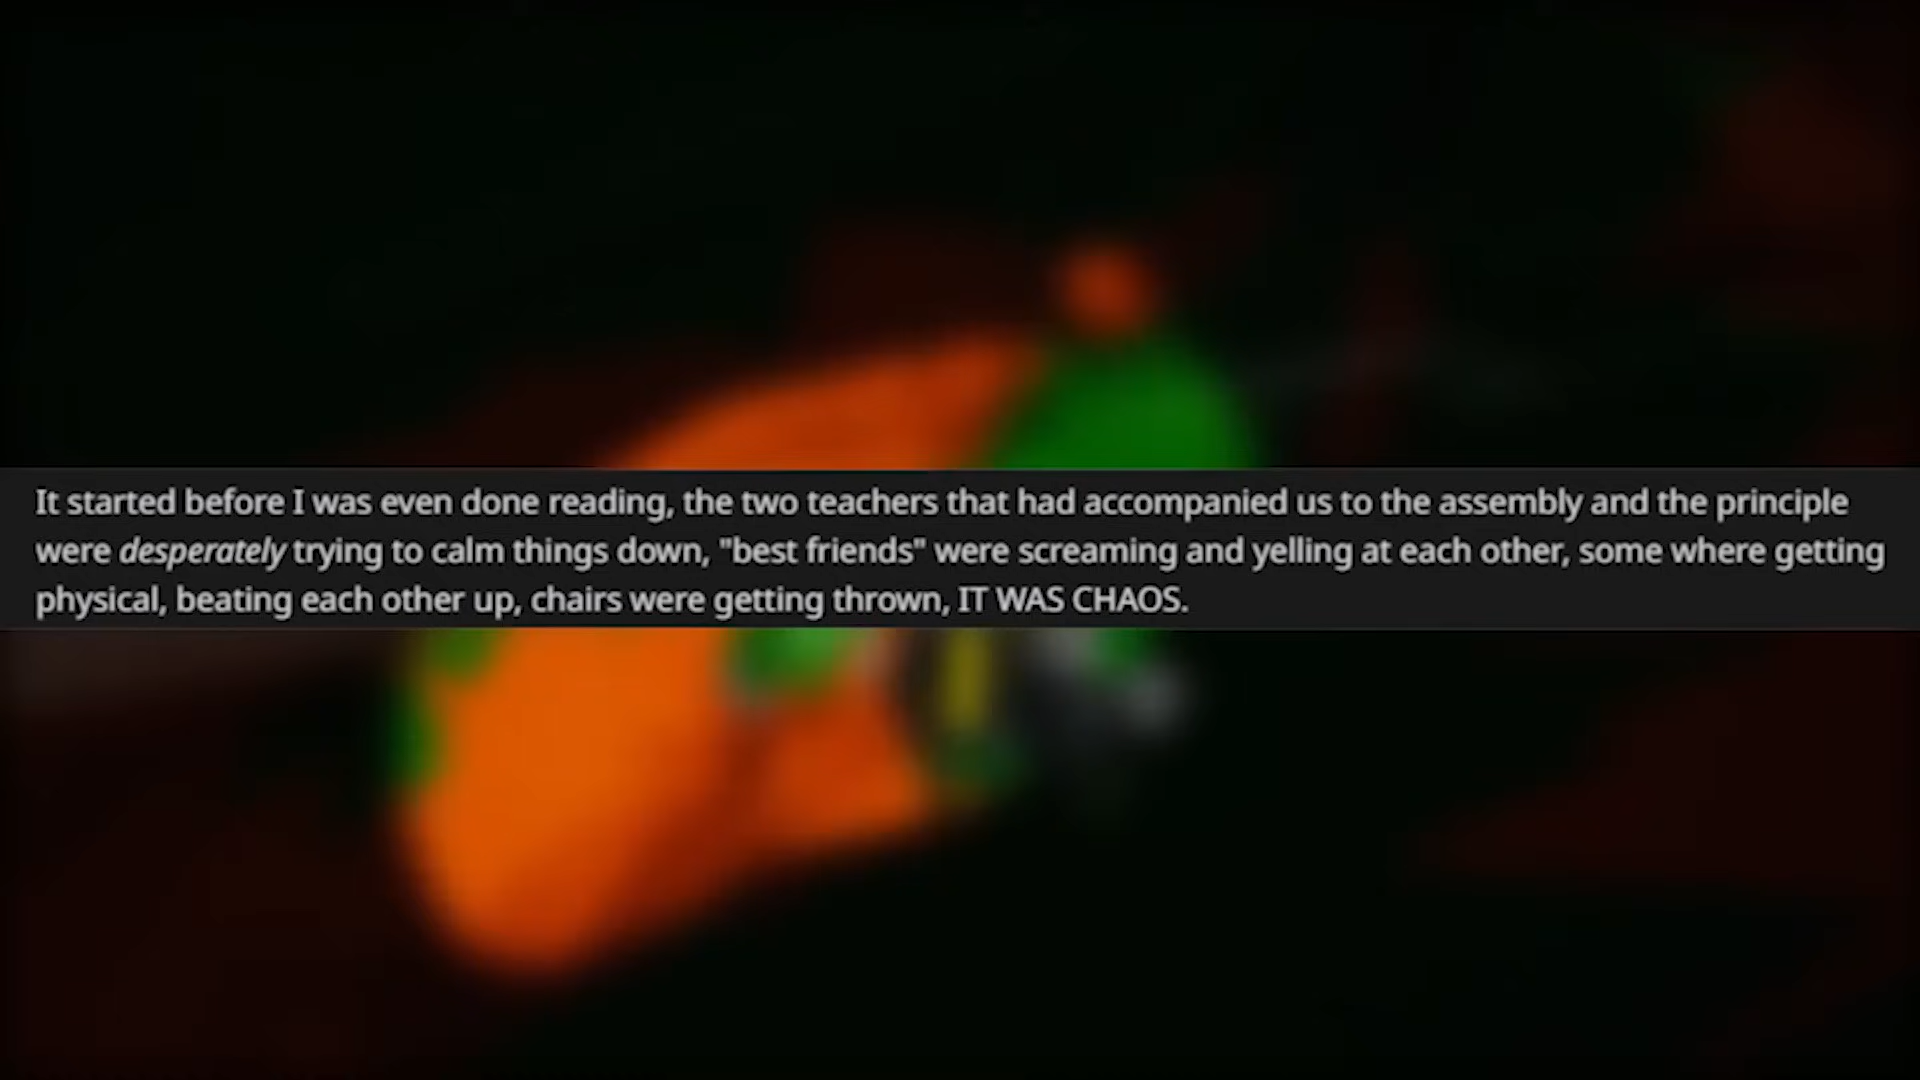 It started before I was even done reading, the two teachers that had accompanied us to the assembly and the principle
were desperately trying to calm things down, "best friends" were screaming and yelling at each other, some where getting
physical, beating each other up, chairs were getting thrown, IT WAS CHAOS.